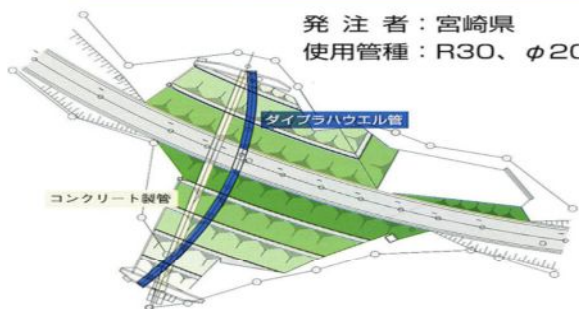 発注者：宮崎県
使用管種：R30、φ20
ダイプラハウエル管
コンクリート製管